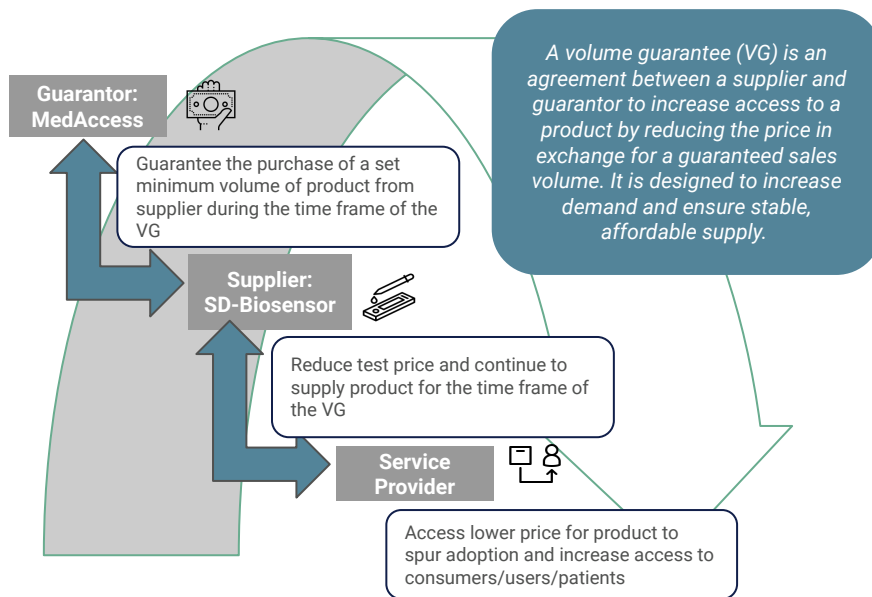 Guarantor:
MedAccess
Guarantee the purchase of a set
minimum volume of product from
supplier during the time frame of the
VG
A volume guarantee (VG) is an
agreement between a supplier and
guarantor to increase access to a
product by reducing the price in
exchange for a guaranteed sales
volume. It is designed to increase
demand and ensure stable,
affordable supply.
Supplier:
SD-Biosensor
Reduce test price and continue to
supply product for the time frame of
the VG
Service
Provider
Access lower price for product to
spur adoption and increase access to
consumers/users/patients